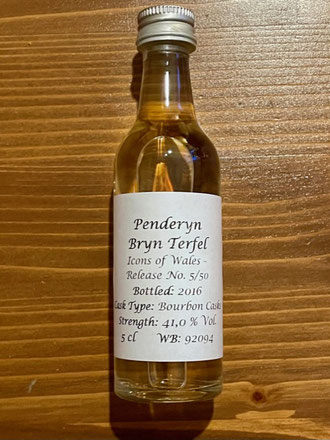 Penderyn
Bryn Terfel
Icons of Wales -
Release No. 5/50
Bottled: 2016
Cask Type: Bourbon Casks
Strength: 41,0 % Vol.
5 cl WB: 92094